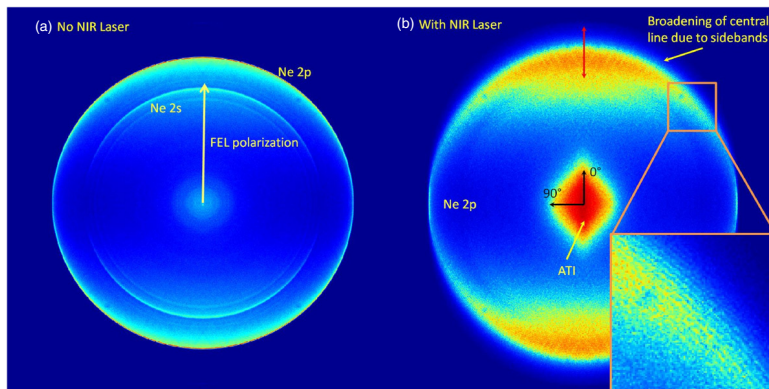 (a) No NIR Laser
Ne 2p
Ne 2s
FEL polarization
(b) With NIR Laser
Broadening of central
line due to sidebands
0°
90°
Ne 2p
ATI